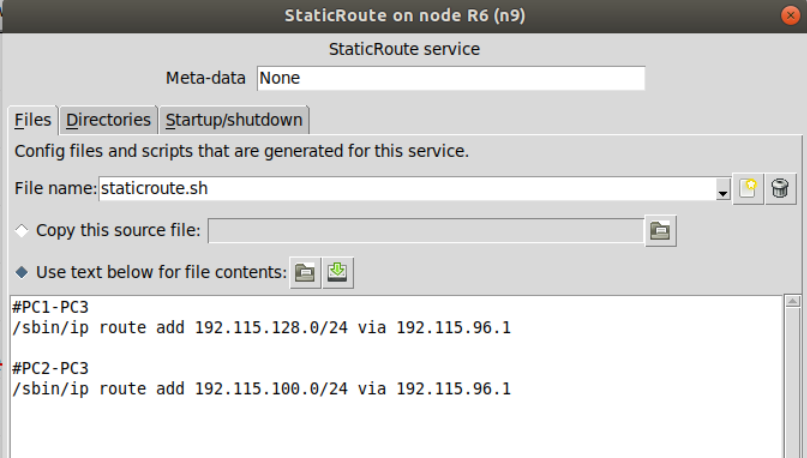 StaticRoute on node R6 (n9)
StaticRoute service
Meta-data None
Files Directories Startup/shutdown
Config files and scripts that are generated for this service.
File name: staticroute.sh
Copy this source file:
Use text below for file contents:
#PC1-PC3
/sbin/ip route add 192.115.128.0/24 via 192.115.96.1
#PC2-PC3
/sbin/ip route add 192.115.100.0/24 via 192.115.96.1